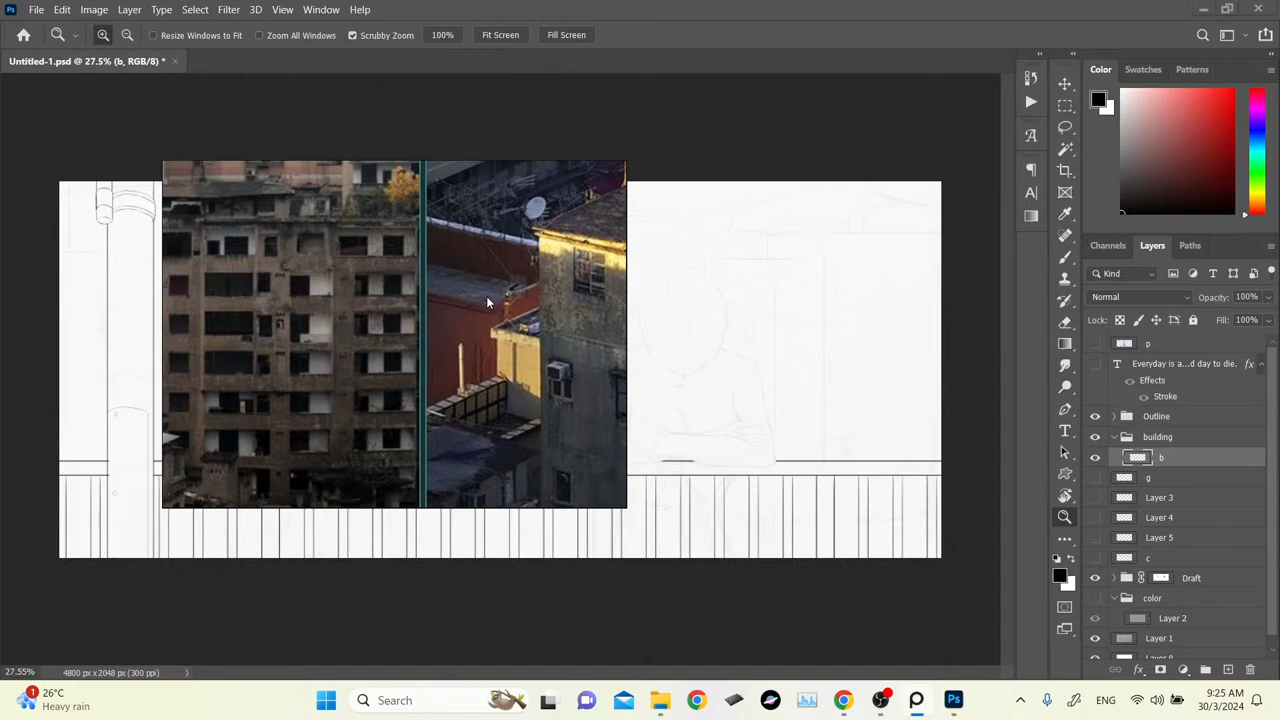 Ps File Edit Image Layer Type Select Filter 3D View Window Help
Resize Windows to Fit Zoom All Windows Scrubby Zoom 100% Fit Screen Fill Screen
Untitled-1.psd @ 27.5% (b, RGB/8) * ×
Color Swatches Patterns
Channels Layers Paths
Kind
Normal Opacity: 100%
Lock: Fill: 100%
p
T Everyday is a...d day to die. fx
Effects
Stroke
Outline
building
b
g
Layer 3
Layer 4
Layer 5
c
Draft
color
Layer 2
Layer 1
27.55% 4800 px x 2048 px (300 ppi)
1 26°C
Heavy rain
Search
ENG
9:25 AM
30/3/2024